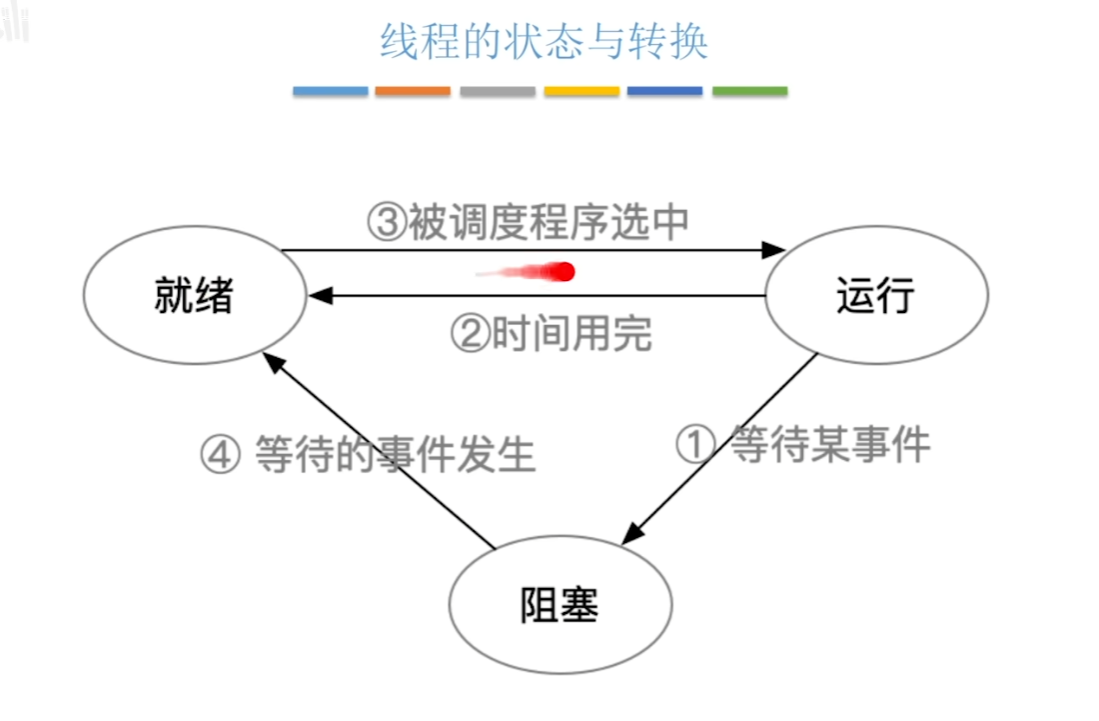 线程的状态与转换
③被调度程序选中
就绪
运行
②时间用完
④ 等待的事件发生
① 等待某事件
阻塞